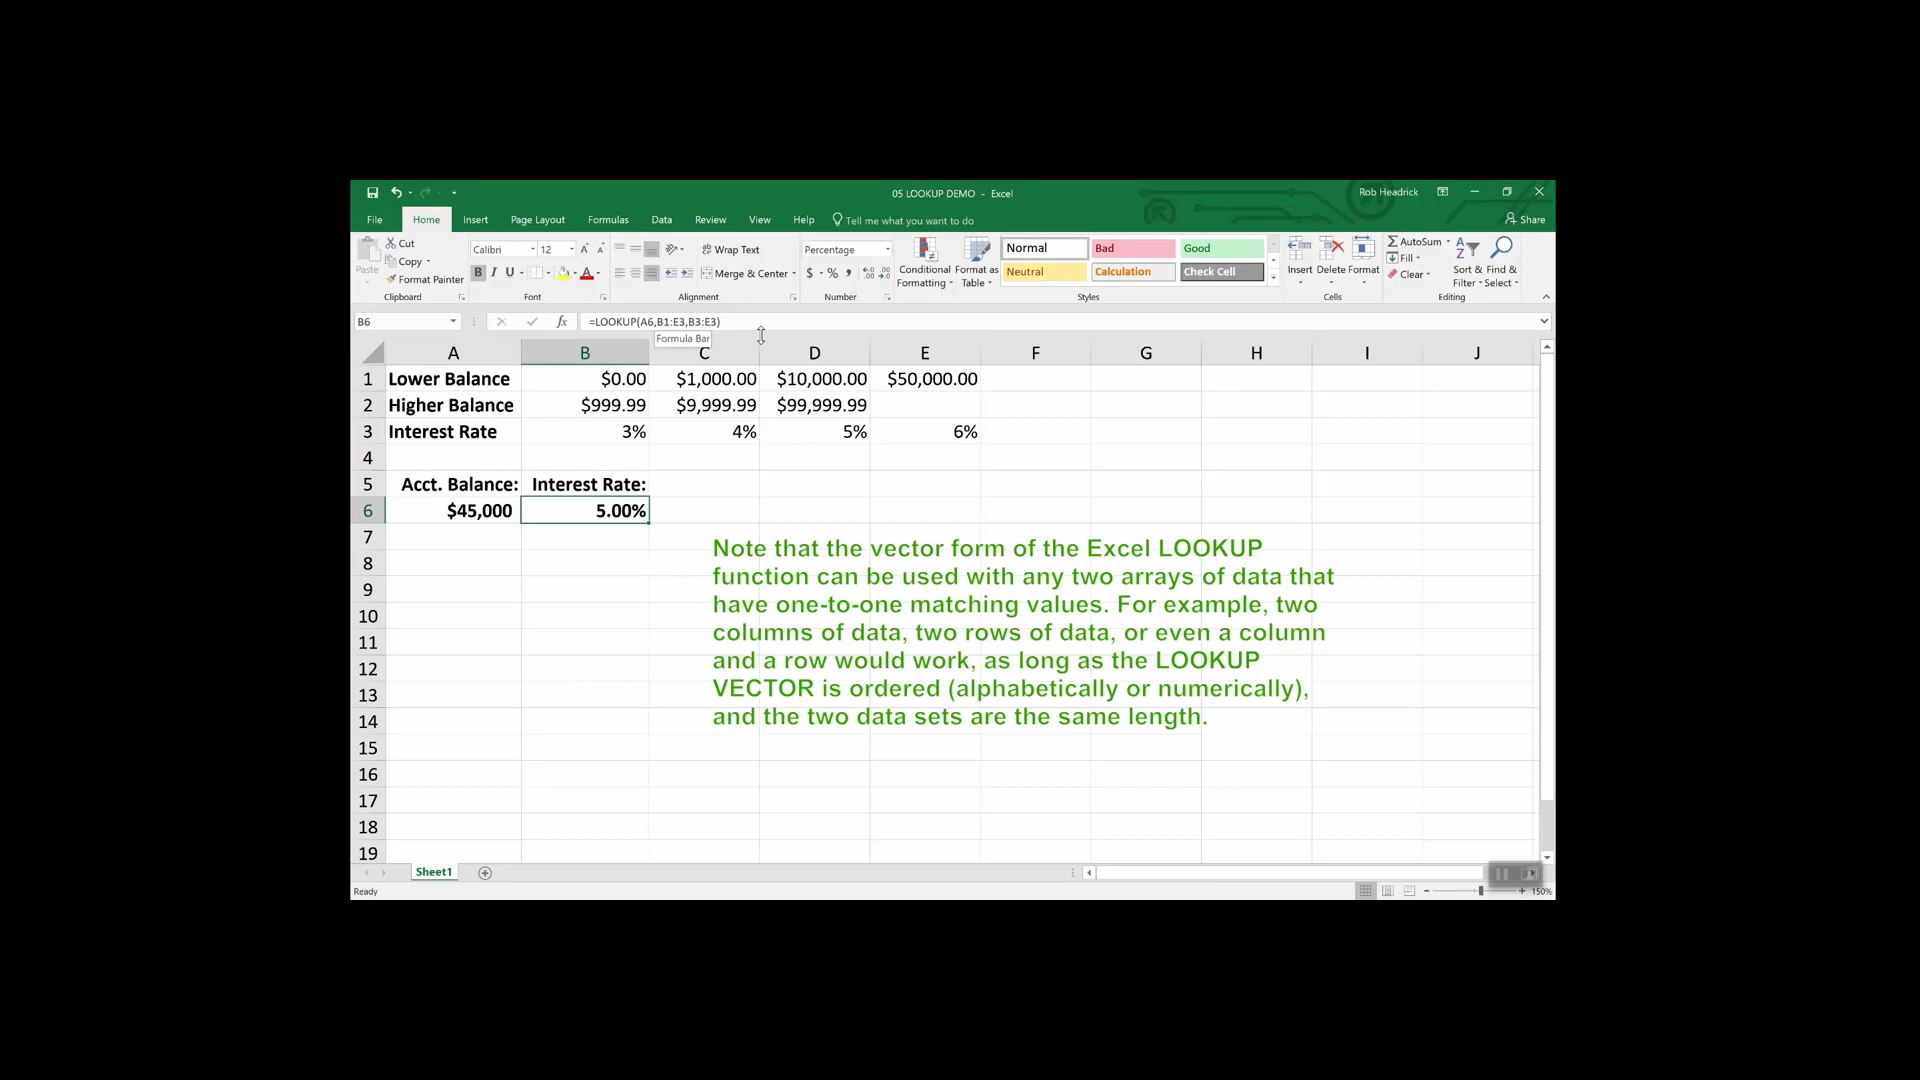 05 LOOKUP DEMO - Excel
Rob Headrick
File Home Insert Page Layout Formulas Data Review View Help Tell me what you want to do Share
Paste
Cut
Copy
Format Painter
Clipboard
Calibri 12
B I U
Font
Wrap Text
Merge & Center
Alignment
Percentage
$ % ,
Number
Conditional Formatting
Format as Table
Normal Bad Good
Neutral Calculation Check Cell
Styles
Insert Delete Format
Cells
AutoSum
Fill
Clear
Sort & Filter
Find & Select
Editing
B6 fx =LOOKUP(A6,B1:E3,B3:E3)
Formula Bar
A B C D E F G H I J
1 Lower Balance $0.00 $1,000.00 $10,000.00 $50,000.00
2 Higher Balance $999.99 $9,999.99 $99,999.99
3 Interest Rate 3% 4% 5% 6%
4
5 Acct. Balance: Interest Rate:
6 $45,000 5.00%
7
8
9
10
11
12
13
14
15
16
17
18
19
Note that the vector form of the Excel LOOKUP
function can be used with any two arrays of data that
have one-to-one matching values. For example, two
columns of data, two rows of data, or even a column
and a row would work, as long as the LOOKUP
VECTOR is ordered (alphabetically or numerically),
and the two data sets are the same length.
Sheet1
Ready
150%